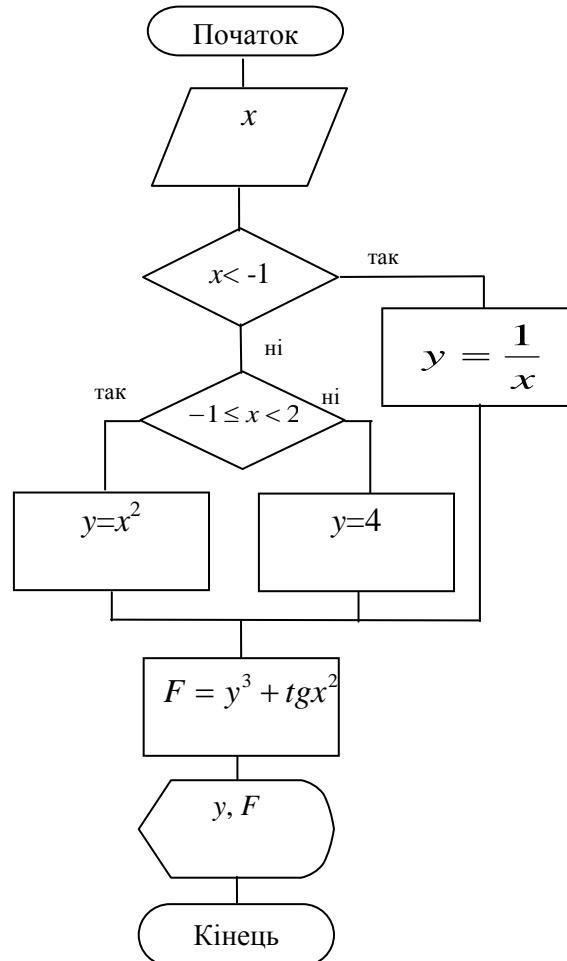 Початок
x
x< -1
так
y = 1/x
ні
так
−1 ≤ x < 2
ні
y=x²
y=4
F = y³ + tgx²
y, F
Кінець